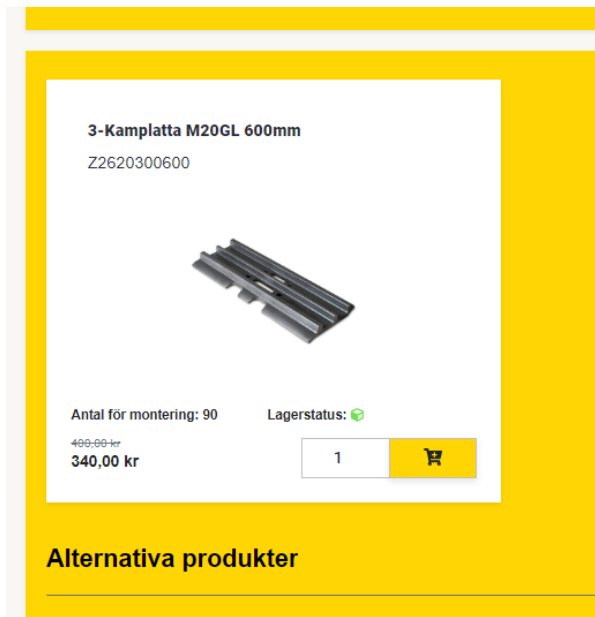 3-Kamplatta M20GL 600mm
Z2620300600
Antal för montering: 90 Lagerstatus:
400,00 kr
340,00 kr
1
Alternativa produkter